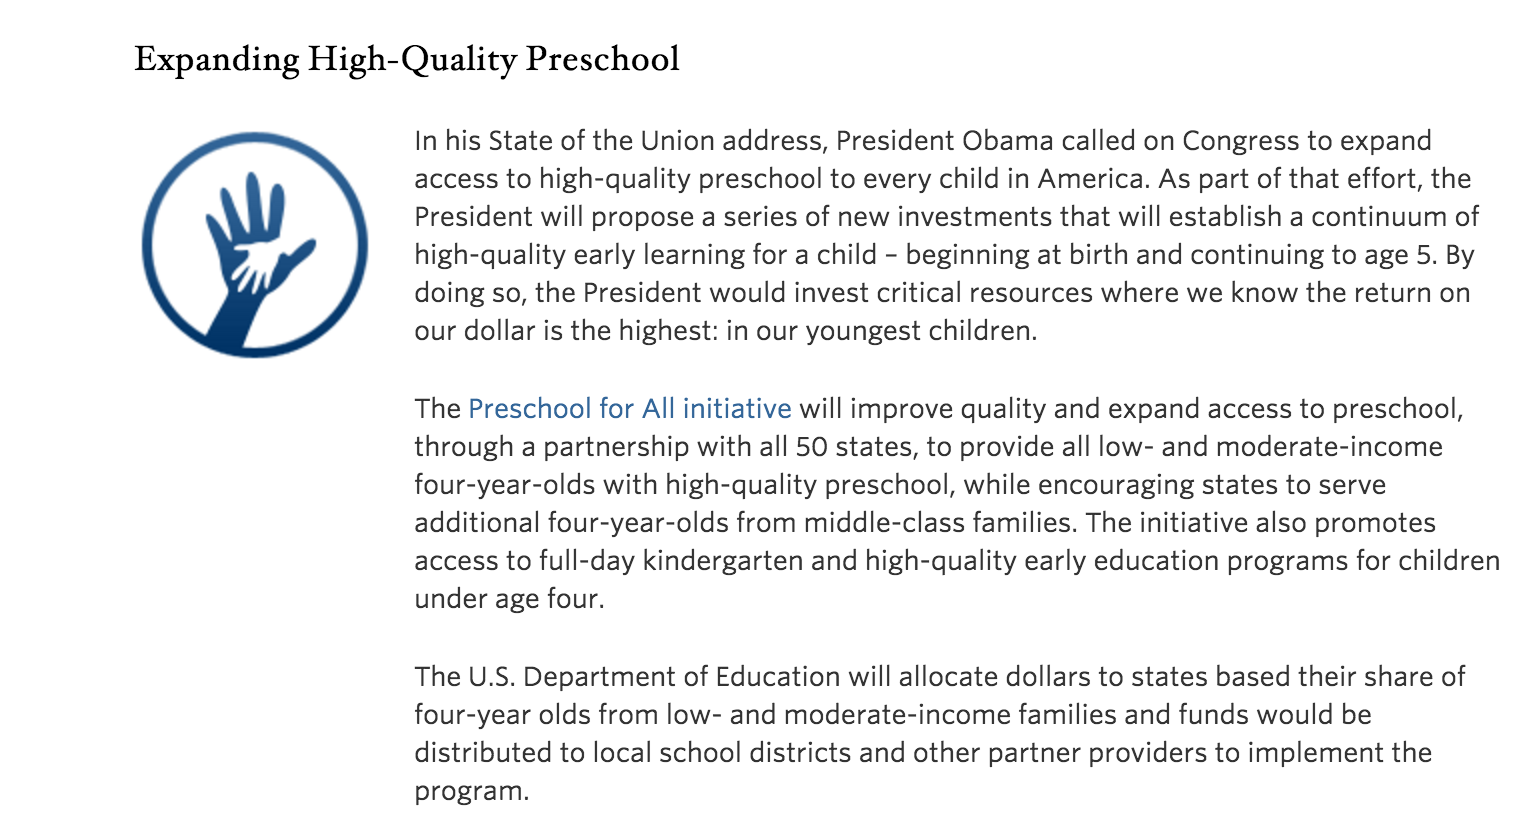 Expanding High-Quality Preschool
In his State of the Union address, President Obama called on Congress to expand
access to high-quality preschool to every child in America. As part of that effort, the
President will propose a series of new investments that will establish a continuum of
high-quality early learning for a child – beginning at birth and continuing to age 5. By
doing so, the President would invest critical resources where we know the return on
our dollar is the highest: in our youngest children.
The Preschool for All initiative will improve quality and expand access to preschool,
through a partnership with all 50 states, to provide all low- and moderate-income
four-year-olds with high-quality preschool, while encouraging states to serve
additional four-year-olds from middle-class families. The initiative also promotes
access to full-day kindergarten and high-quality early education programs for children
under age four.
The U.S. Department of Education will allocate dollars to states based their share of
four-year olds from low- and moderate-income families and funds would be
distributed to local school districts and other partner providers to implement the
program.